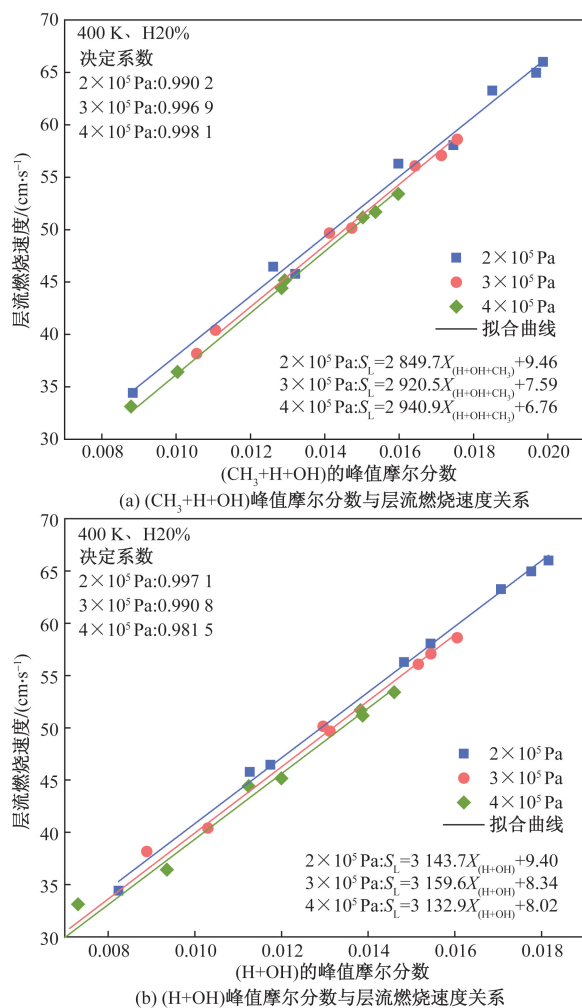 400 K、H20%
决定系数
2×10⁵ Pa:0.990 2
3×10⁵ Pa:0.996 9
4×10⁵ Pa:0.998 1
70
65
60
55
50
45
40
35
30
层流燃烧速度/(cm·s⁻¹)
2×10⁵ Pa
3×10⁵ Pa
4×10⁵ Pa
拟合曲线
2×10⁵ Pa:S_L=2 849.7X_(H+OH+CH₃)+9.46
3×10⁵ Pa:S_L=2 920.5X_(H+OH+CH₃)+7.59
4×10⁵ Pa:S_L=2 940.9X_(H+OH+CH₃)+6.76
0.008 0.010 0.012 0.014 0.016 0.018 0.020
(CH₃+H+OH)的峰值摩尔分数
(a) (CH₃+H+OH)峰值摩尔分数与层流燃烧速度关系
400 K、H20%
决定系数
2×10⁵ Pa:0.997 1
3×10⁵ Pa:0.990 8
4×10⁵ Pa:0.981 5
70
65
60
55
50
45
40
35
30
层流燃烧速度/(cm·s⁻¹)
2×10⁵ Pa
3×10⁵ Pa
4×10⁵ Pa
拟合曲线
2×10⁵ Pa:S_L=3 143.7X_(H+OH)+9.40
3×10⁵ Pa:S_L=3 159.6X_(H+OH)+8.34
4×10⁵ Pa:S_L=3 132.9X_(H+OH)+8.02
0.008 0.010 0.012 0.014 0.016 0.018
(H+OH)的峰值摩尔分数
(b) (H+OH)峰值摩尔分数与层流燃烧速度关系